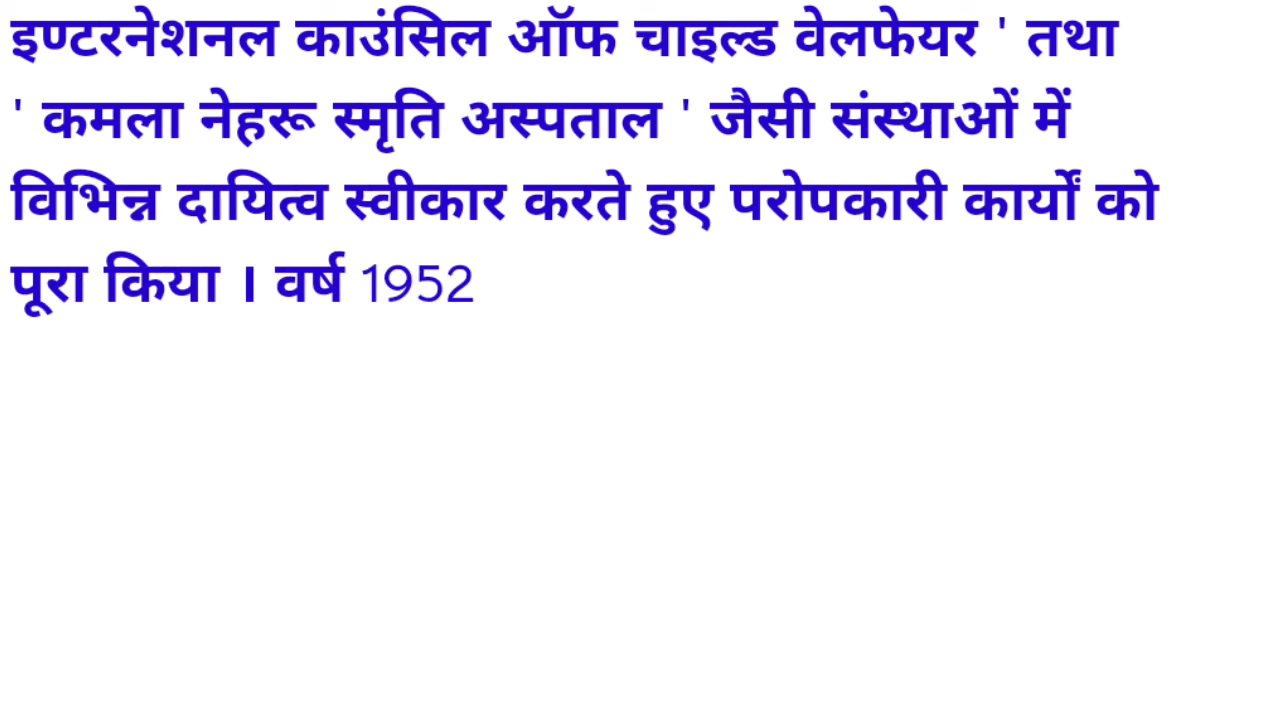 इण्टरनेशनल काउंसिल ऑफ चाइल्ड वेलफेयर ' तथा
' कमला नेहरू स्मृति अस्पताल ' जैसी संस्थाओं में
विभिन्न दायित्व स्वीकार करते हुए परोपकारी कार्यों को
पूरा किया । वर्ष 1952